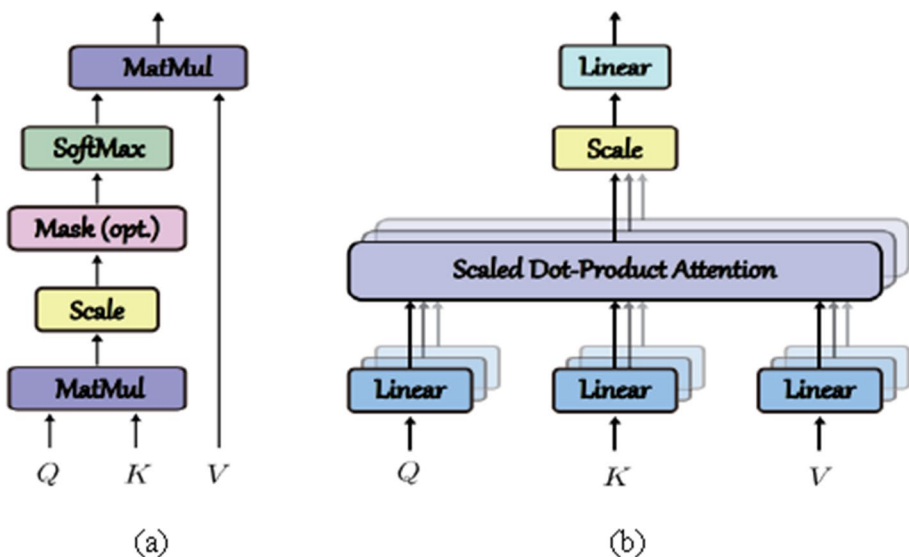 MatMul
SoftMax
Mask (opt.)
Scale
MatMul
Q K V
(a)
Linear
Scale
Scaled Dot-Product Attention
Linear Linear Linear
Q K V
(b)